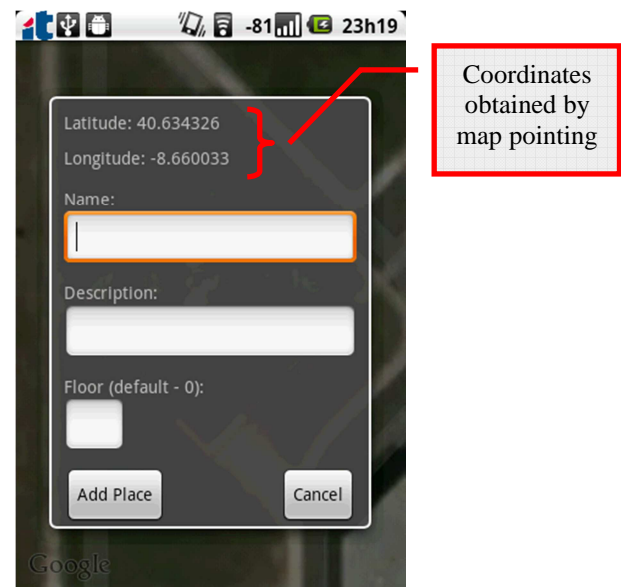 it -81 23h19
Coordinates
obtained by
map pointing
Latitude: 40.634326
Longitude: -8.660033
Name:
Description:
Floor (default - 0):
Add Place Cancel
Google